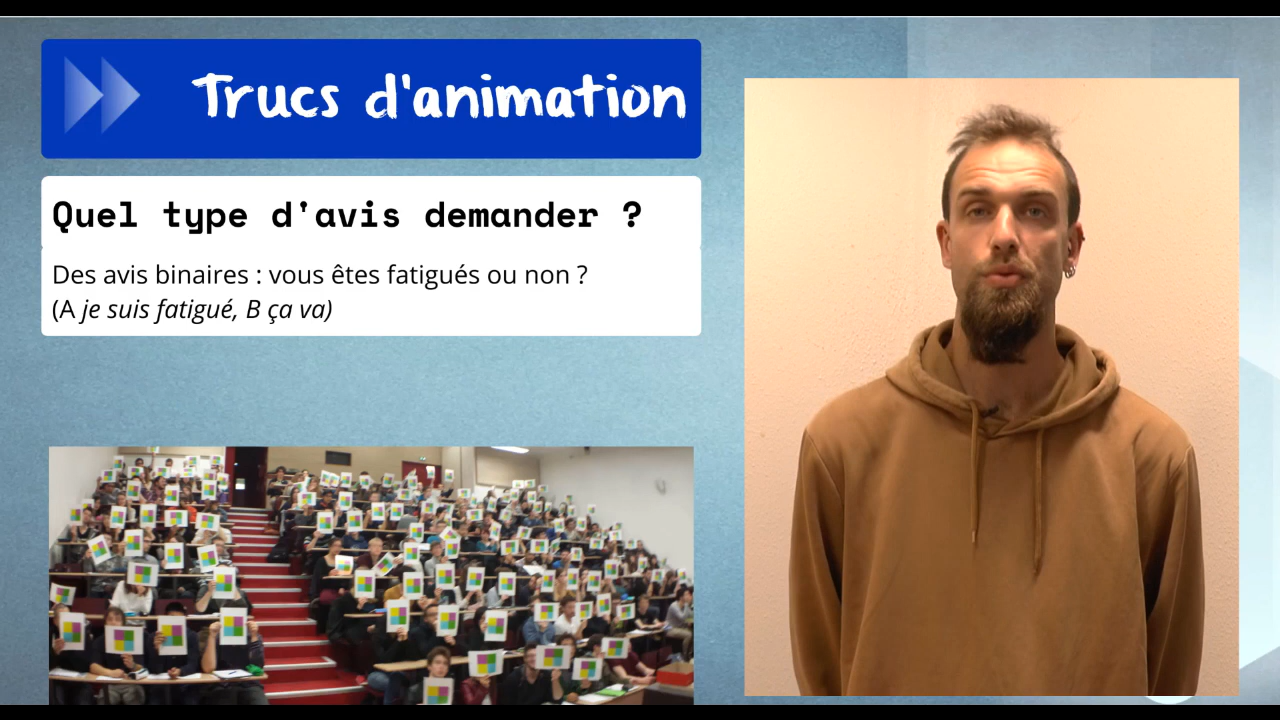 Trucs d'animation
Quel type d'avis demander ?
Des avis binaires : vous êtes fatigués ou non ?
(A je suis fatigué, B ça va)